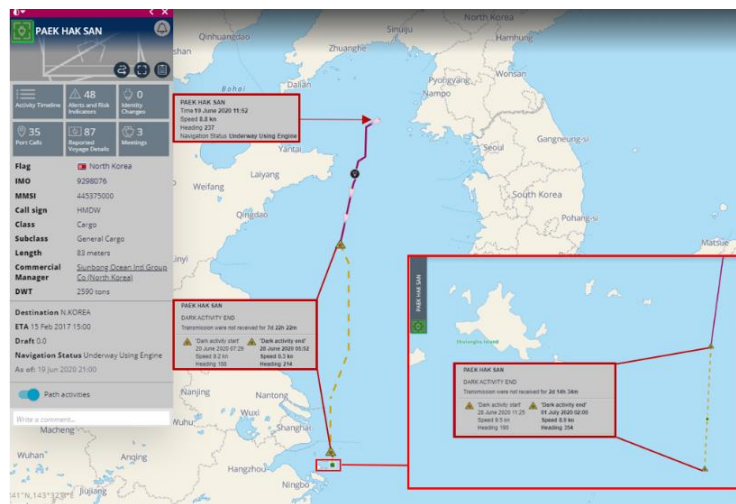 PAEK HAK SAN
Activity Timeline
48
Alerts and Risk Indicators
0
Identity Changes
35
Port Calls
87
Reported Voyage Details
3
Meetings
Flag North Korea
IMO 9298076
MMSI 445375000
Call sign HMDW
Class Cargo
Subclass General Cargo
Length 83 meters
Commercial Manager Siunbong Ocean Intl Group Co (North Korea)
DWT 2590 tons
Destination N.KOREA
ETA 15 Feb 2017 15:00
Draft 0.0
Navigation Status Underway Using Engine
As of: 19 Jun 2020 21:00
Path activities
Write a comment...
PAEK HAK SAN
Time 19 June 2020 11:52
Speed 8.8 kn
Heading 237
Navigation Status Underway Using Engine
PAEK HAK SAN
DARK ACTIVITY END
Transmission were not received for 7d 22h 22m
'Dark activity start
20 June 2020 07:29
Speed 9.2 kn
Heading 188
'Dark activity end'
28 June 2020 05:52
Speed 0.3 kn
Heading 214
PAEK HAK SAN
PAEK HAK SAN
DARK ACTIVITY END
Transmission were not received for 2d 14h 34m
'Dark activity start
28 June 2020 11:25
Speed 9.5 kn
'Dark activity end'
01 July 2020 02:00
Speed 8.9 kn
Heading 354
Qinhuangdao
Sinuiju
North Korea
Zhuanghe
Hamhung
Bohai
Pyongyang
Wonsan
Nampo
Yantai
Gangneung-si
Seoul
Laiyang
Weifang
South Korea
Qingdao
Pohang-si
Matsue
Linyi
Nanjing
Nantong
Wuxi
Wuhu
Shanghai
Macheng
Wuhan
Anqing
Hangzhou
Ningbo
Jiujiang